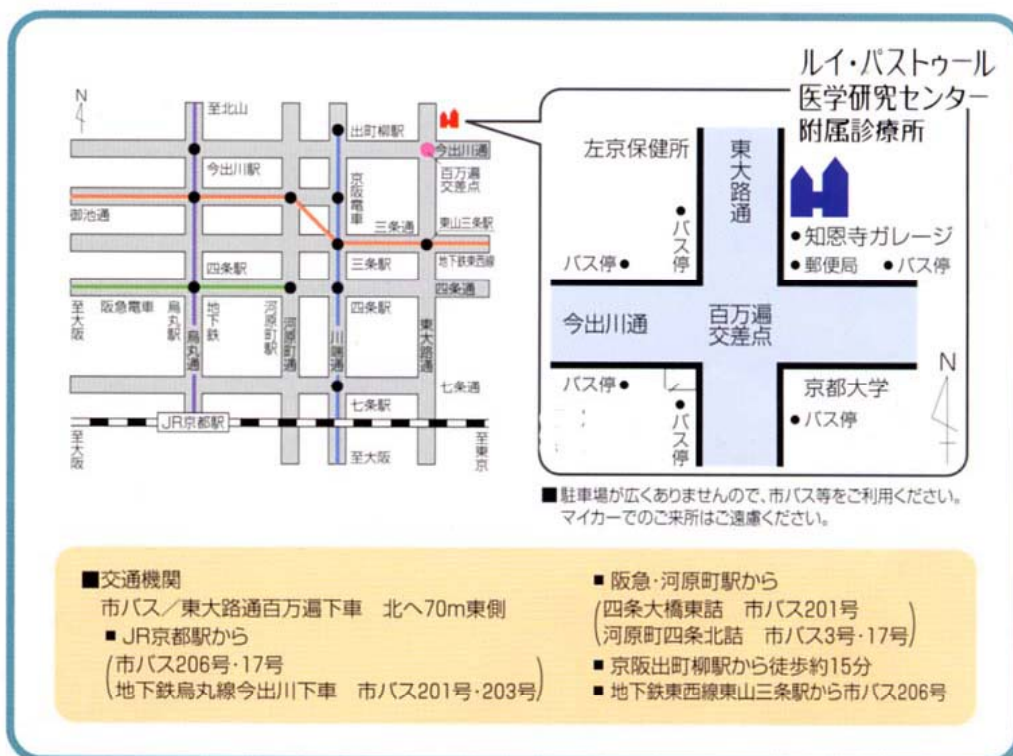 ルイ・パストゥール
医学研究センター
附属診療所
N
至北山
出町柳駅
今出川通
今出川駅
百万遍
交差点
京阪電車
御池通
三条通
東山三条駅
三条駅
地下鉄東西線
四条駅
四条通
四条駅
至大阪
阪急電車
烏丸駅
烏丸通
地下鉄
河原町駅
河原町通
川端通
東大路通
七条通
七条駅
JR京都駅
至大阪
至大阪
至東京
左京保健所
東大路通
バス停
バス停
知恩寺ガレージ
郵便局
バス停
今出川通
百万遍
交差点
N
バス停
バス停
京都大学
バス停
■駐車場が広くありませんので、市バス等をご利用ください。
マイカーでのご来所はご遠慮ください。
■交通機関
市バス/東大路通百万遍下車 北へ70m東側
■ JR京都駅から
(市バス206号・17号
地下鉄烏丸線今出川下車 市バス201号・203号)
■ 阪急・河原町駅から
(四条大橋東詰 市バス201号
河原町四条北詰 市バス3号・17号)
■ 京阪出町柳駅から徒歩約15分
■ 地下鉄東西線東山三条駅から市バス206号